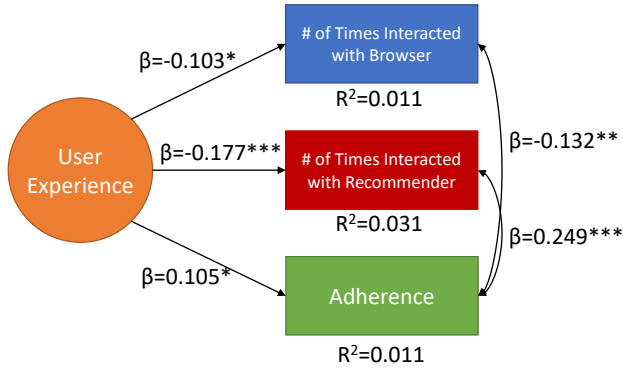 # of Times Interacted
with Browser
β=-0.103*
R²=0.011
User
Experience
β=-0.177***
# of Times Interacted
with Recommender
β=-0.132**
R²=0.031
β=0.249***
β=0.105*
Adherence
R²=0.011